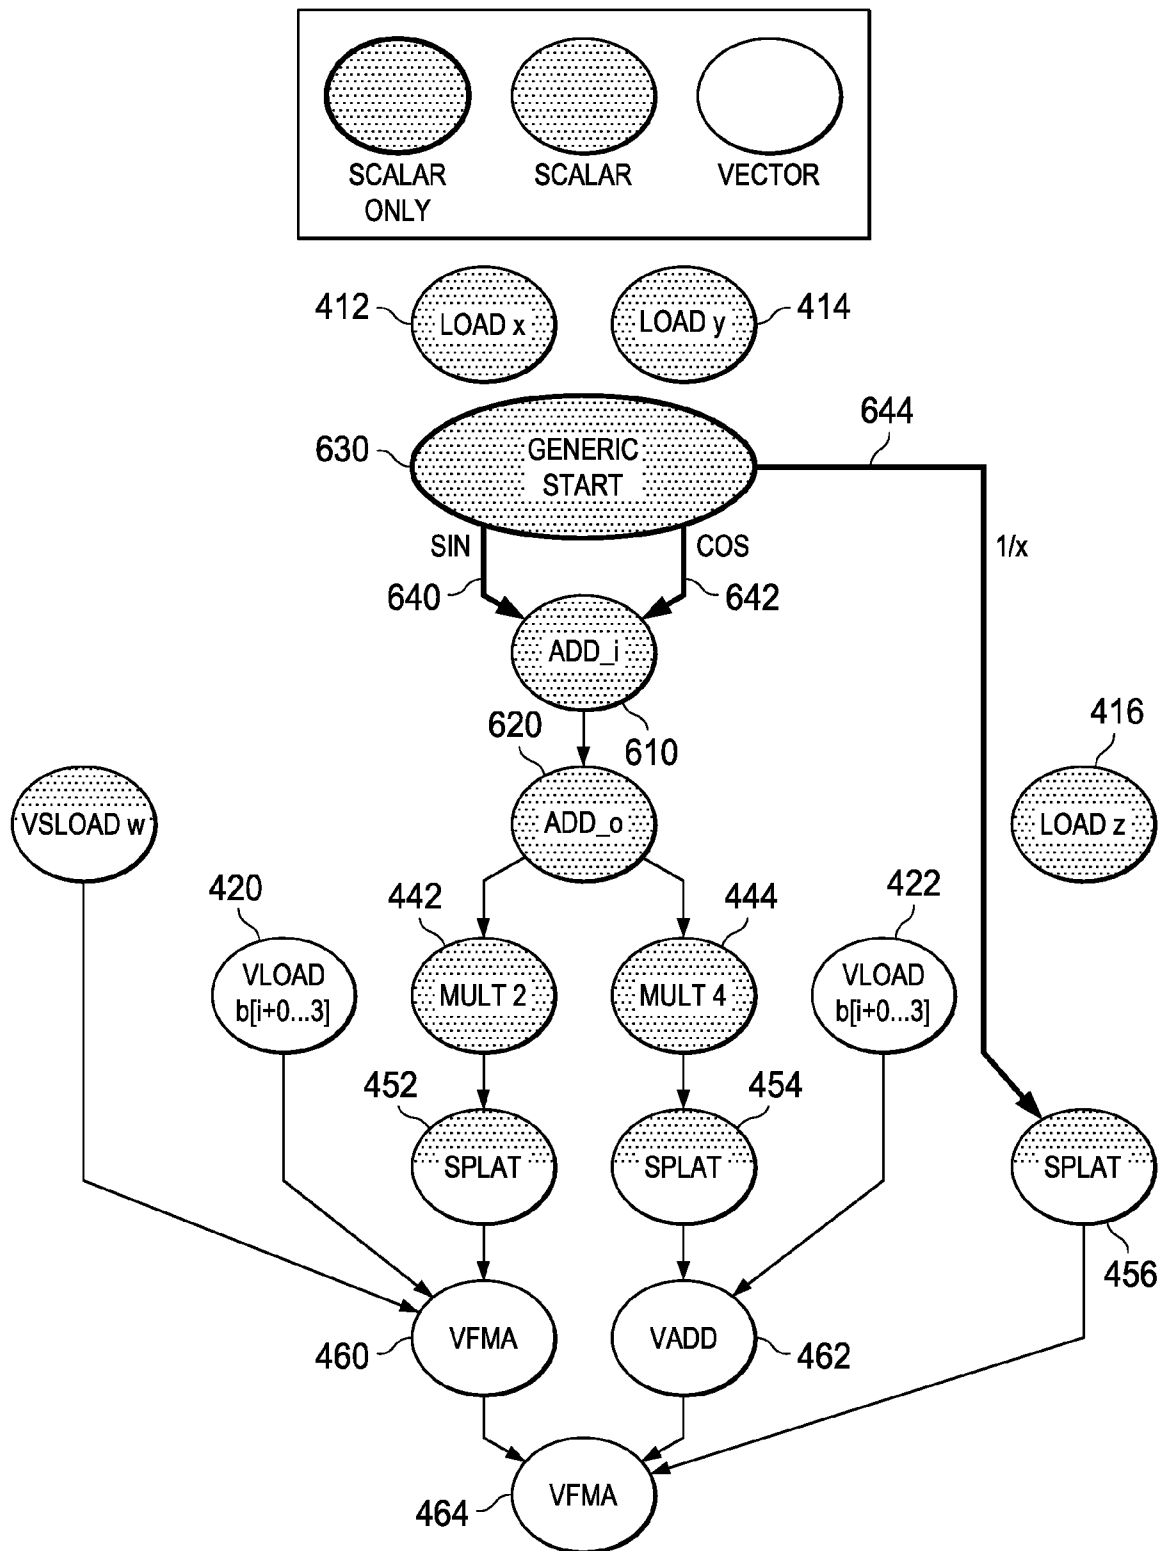 SCALAR ONLY
SCALAR
VECTOR
412
LOAD x
LOAD y
414
644
630
GENERIC
START
SIN
COS
1/x
640
642
ADD_i
620
610
416
VSLOAD w
ADD_o
LOAD z
420
442
444
422
VLOAD
b[i+0...3]
MULT 2
MULT 4
VLOAD
b[i+0...3]
452
454
SPLAT
SPLAT
SPLAT
456
460
VFMA
VADD
462
464
VFMA